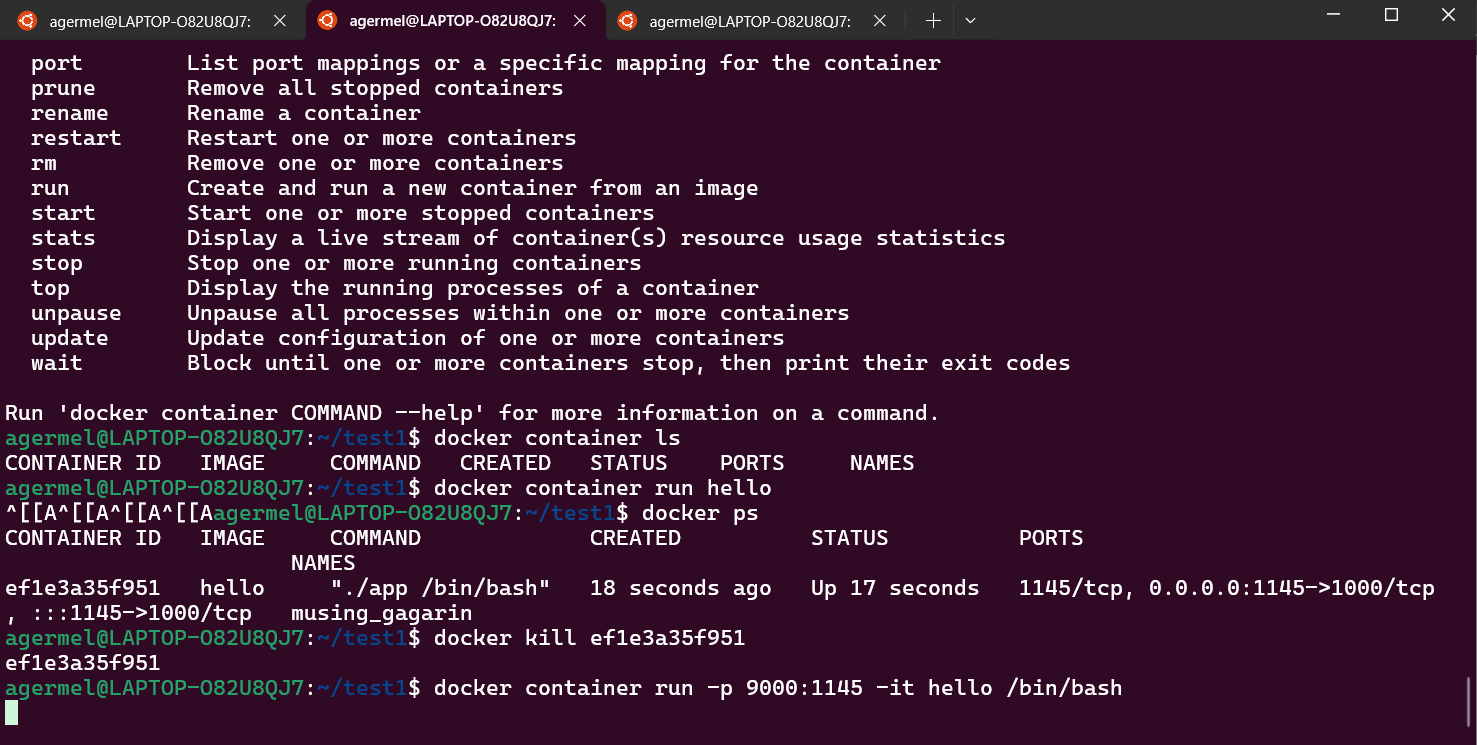 agermel@LAPTOP-O82U8QJ7: agermel@LAPTOP-O82U8QJ7: agermel@LAPTOP-O82U8QJ7:
port        List port mappings or a specific mapping for the container
prune       Remove all stopped containers
rename      Rename a container
restart     Restart one or more containers
rm          Remove one or more containers
run         Create and run a new container from an image
start       Start one or more stopped containers
stats       Display a live stream of container(s) resource usage statistics
stop        Stop one or more running containers
top         Display the running processes of a container
unpause     Unpause all processes within one or more containers
update      Update configuration of one or more containers
wait        Block until one or more containers stop, then print their exit codes
Run 'docker container COMMAND --help' for more information on a command.
agermel@LAPTOP-O82U8QJ7:~/test1$ docker container ls
CONTAINER ID   IMAGE     COMMAND   CREATED   STATUS    PORTS     NAMES
agermel@LAPTOP-O82U8QJ7:~/test1$ docker container run hello
^[[A^[[A^[[A^[[Aagermel@LAPTOP-O82U8QJ7:~/test1$ docker ps
CONTAINER ID   IMAGE     COMMAND             CREATED          STATUS          PORTS
NAMES
ef1e3a35f951   hello     "./app /bin/bash"   18 seconds ago   Up 17 seconds   1145/tcp, 0.0.0.0:1145->1000/tcp
, :::1145->1000/tcp   musing_gagarin
agermel@LAPTOP-O82U8QJ7:~/test1$ docker kill ef1e3a35f951
ef1e3a35f951
agermel@LAPTOP-O82U8QJ7:~/test1$ docker container run -p 9000:1145 -it hello /bin/bash